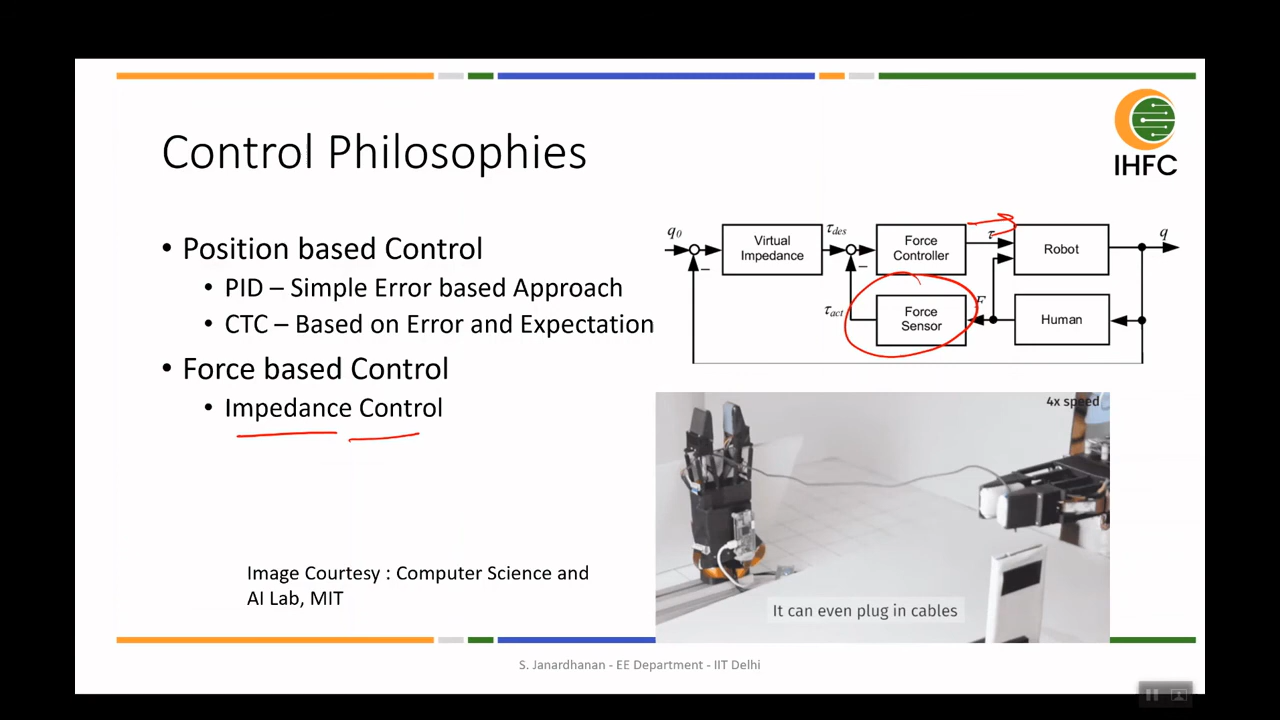 Control Philosophies
IHFC
• Position based Control
• PID – Simple Error based Approach
• CTC – Based on Error and Expectation
• Force based Control
• Impedance Control
q0
Virtual
Impedance
τdes
Force
Controller
τ
Robot
q
τact
Force
Sensor
F
Human
4x speed
It can even plug in cables
Image Courtesy : Computer Science and
AI Lab, MIT
S. Janardhanan - EE Department - IIT Delhi